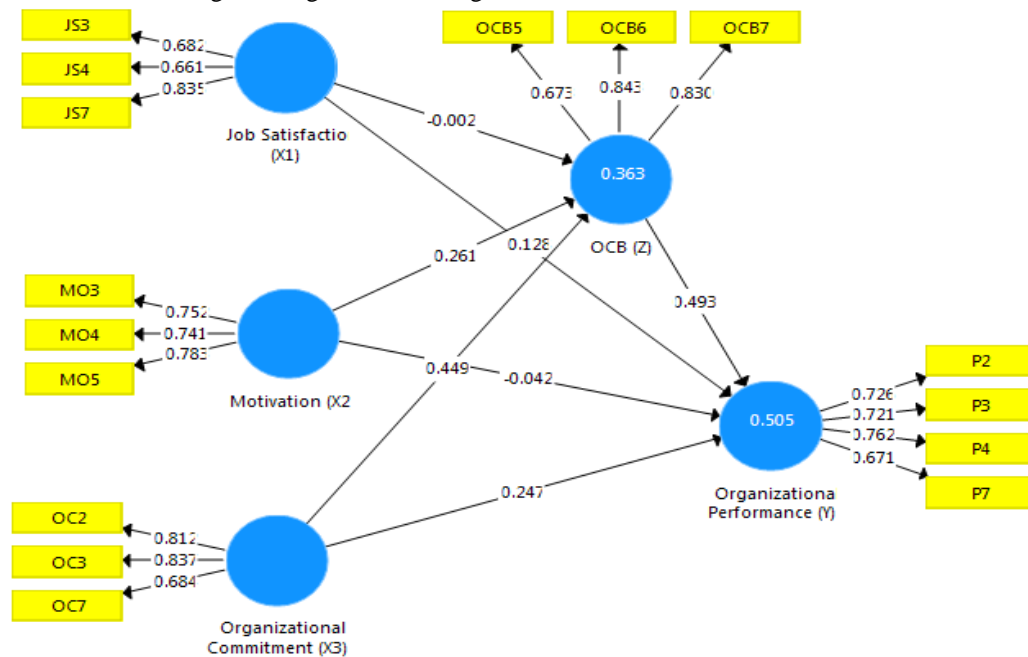 JS3
JS4
JS7
0.682
0.661
0.835
Job Satisfactio
(X1)
OCB5
OCB6
OCB7
0.673
0.843
0.830
-0.002
0.363
OCB (Z)
0.128
0.261
0.493
MO3
MO4
MO5
0.752
0.741
0.783
Motivation (X2
0.449
-0.042
0.505
Organizationa
Performance (Y)
0.726
0.721
0.762
0.671
P2
P3
P4
P7
0.247
OC2
OC3
OC7
0.812
0.837
0.684
Organizational
Commitment (X3)